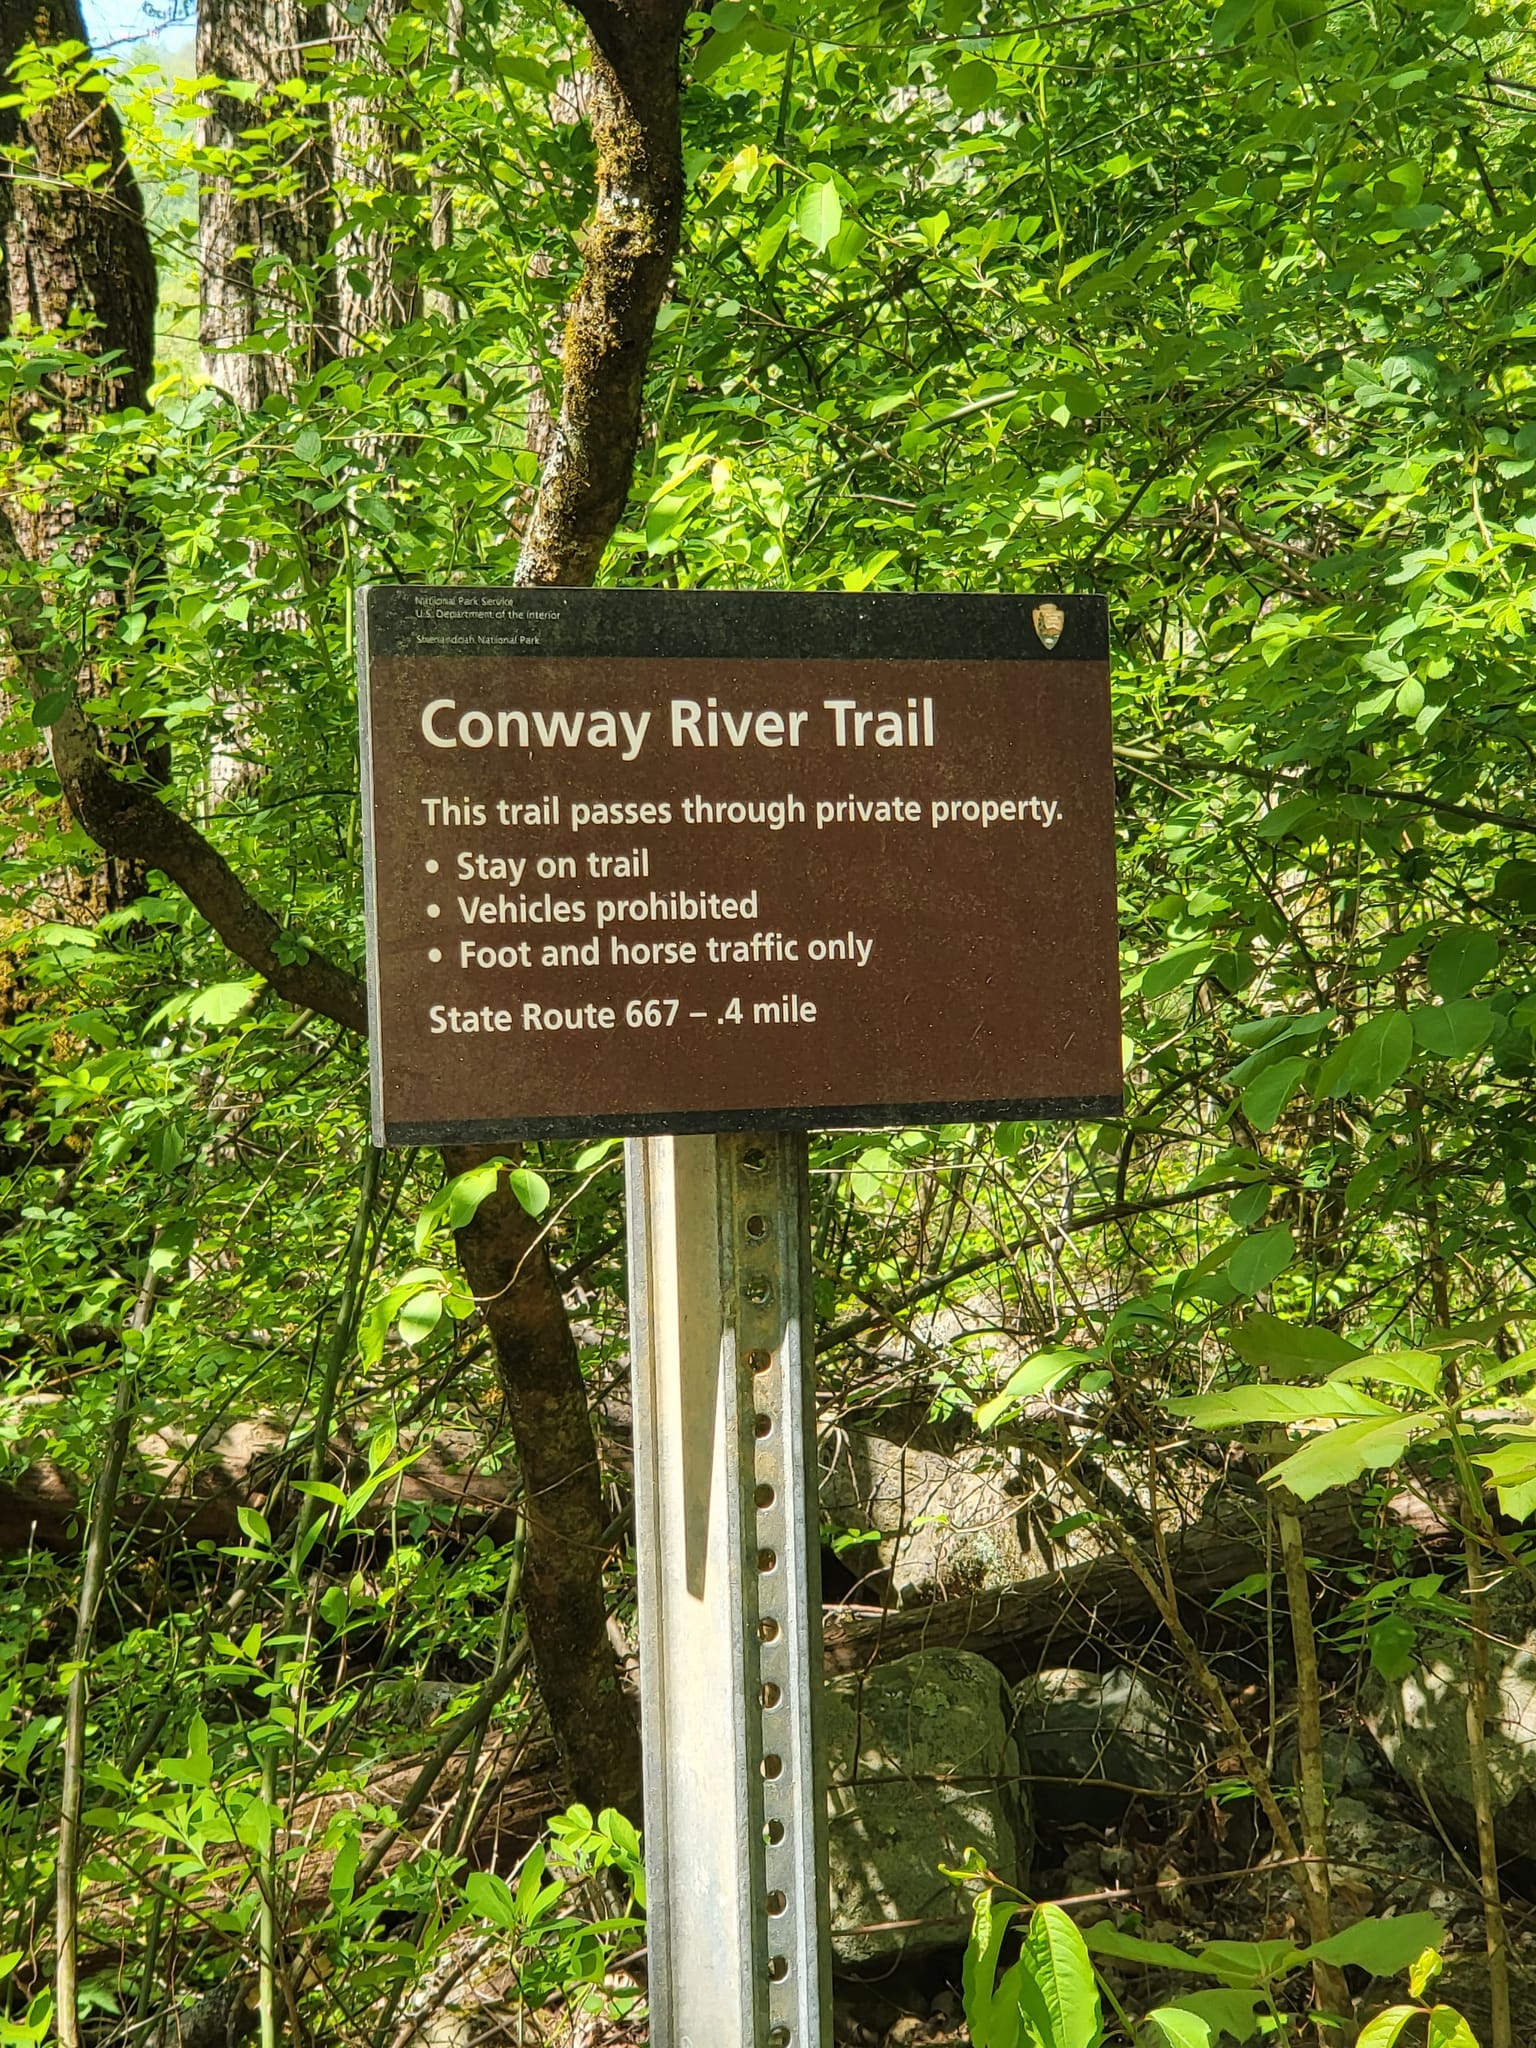 National Park Service
U.S. Department of the Interior
Shenandoah National Park
Conway River Trail
This trail passes through private property.
• Stay on trail
• Vehicles prohibited
• Foot and horse traffic only
State Route 667 – .4 mile